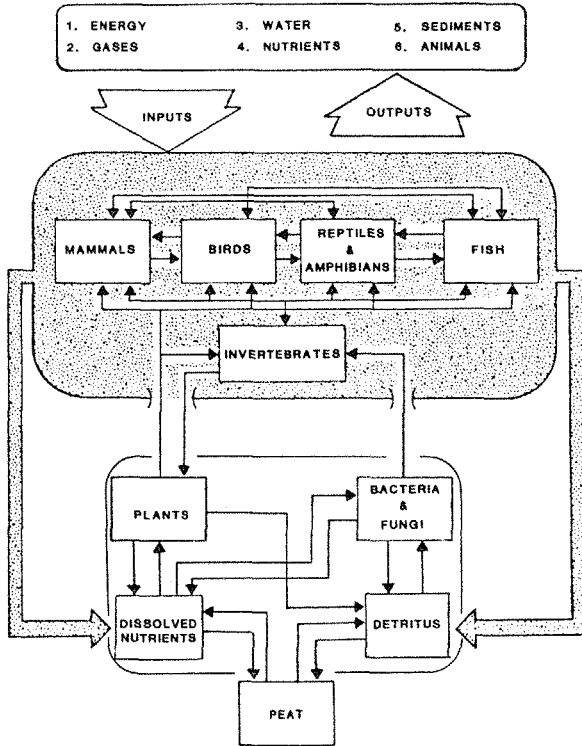 1. ENERGY 3. WATER 5. SEDIMENTS
2. GASES 4. NUTRIENTS 6. ANIMALS
INPUTS
OUTPUTS
MAMMALS
BIRDS
REPTILES
&
AMPHIBIANS
FISH
INVERTEBRATES
PLANTS
BACTERIA
&
FUNGI
DISSOLVED
NUTRIENTS
DETRITUS
PEAT